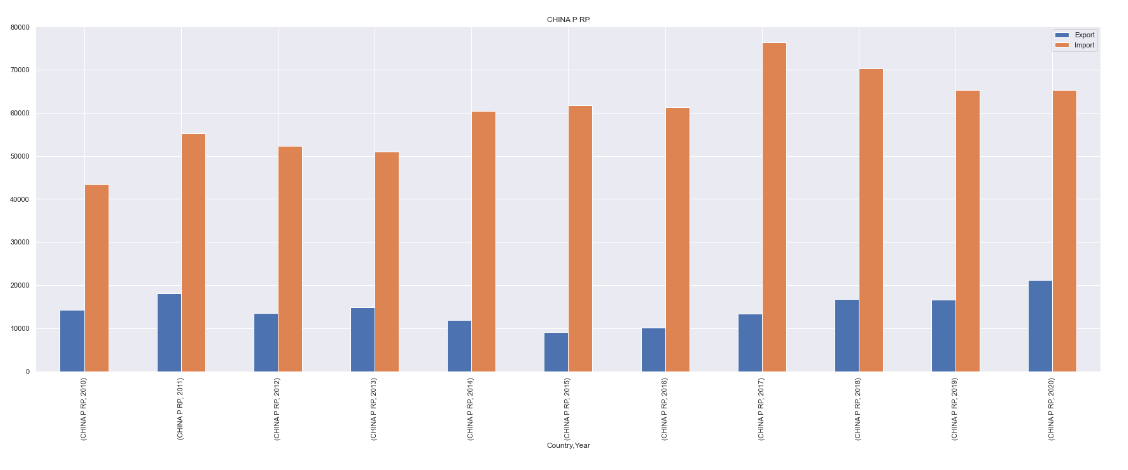 CHINA P RP
80000
70000
60000
50000
40000
30000
20000
10000
0
Export
Import
(CHINA P RP, 2010)
(CHINA P RP, 2011)
(CHINA P RP, 2012)
(CHINA P RP, 2013)
(CHINA P RP, 2014)
(CHINA P RP, 2015)
(CHINA P RP, 2016)
(CHINA P RP, 2017)
(CHINA P RP, 2018)
(CHINA P RP, 2019)
(CHINA P RP, 2020)
Country,Year